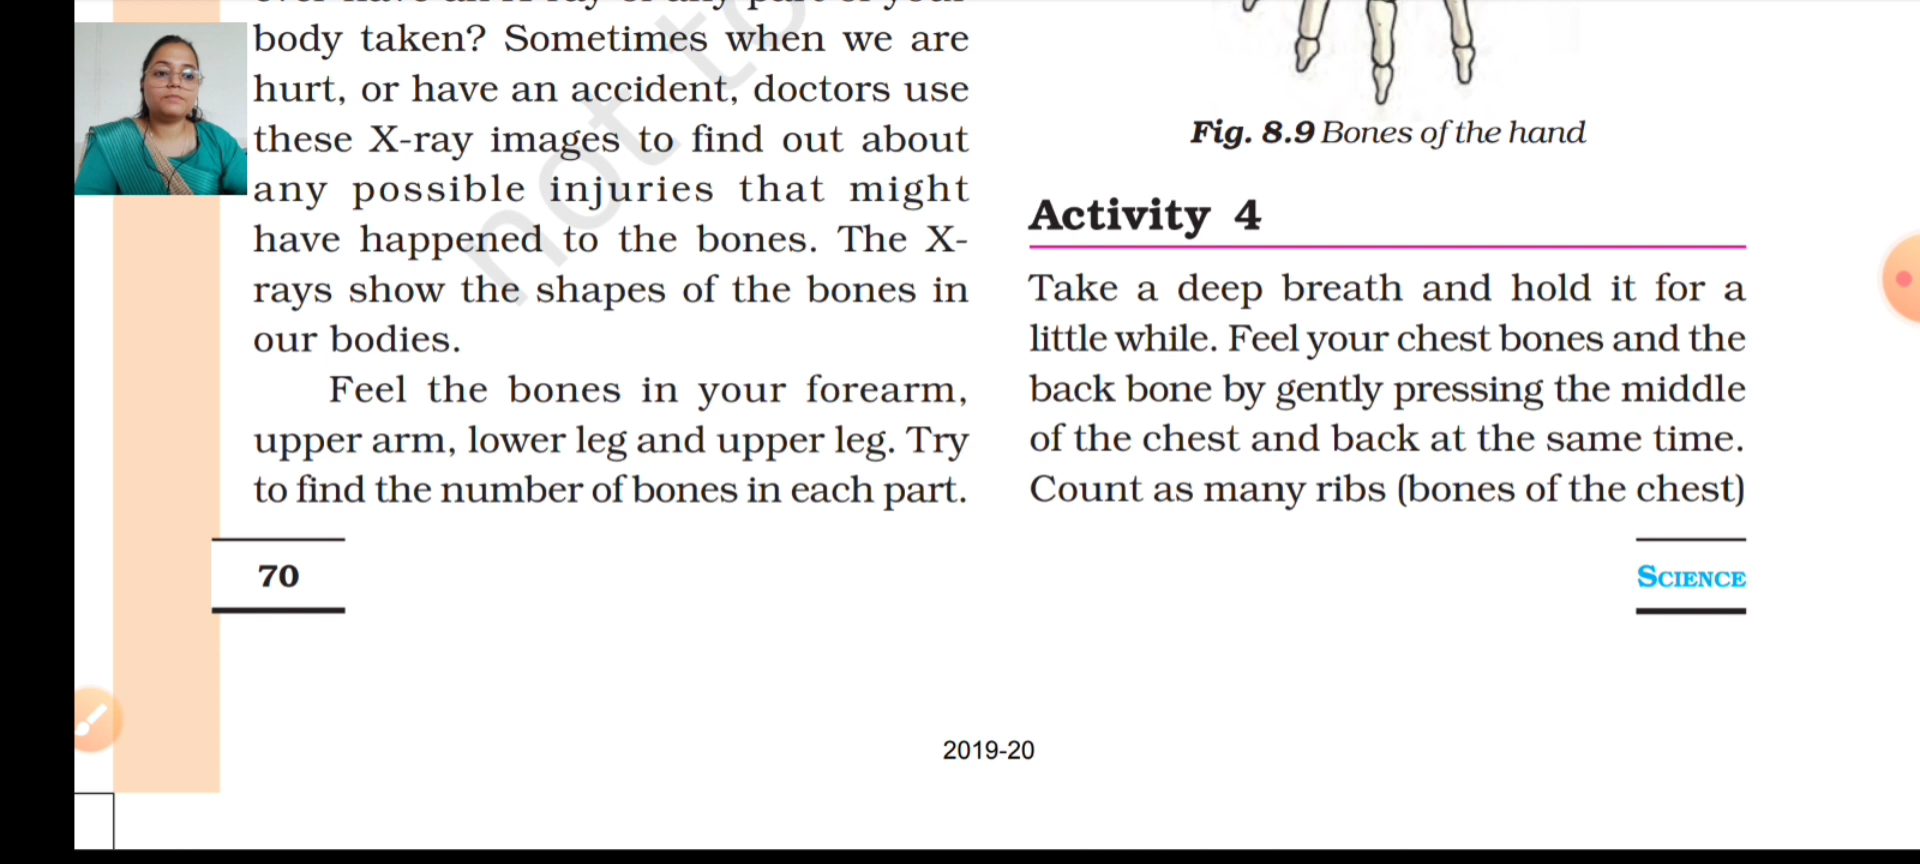 body taken? Sometimes when we are
hurt, or have an accident, doctors use
these X-ray images to find out about
any possible injuries that might
have happened to the bones. The X-
rays show the shapes of the bones in
our bodies.
Feel the bones in your forearm,
upper arm, lower leg and upper leg. Try
to find the number of bones in each part.
70
Fig. 8.9 Bones of the hand
Activity 4
Take a deep breath and hold it for a
little while. Feel your chest bones and the
back bone by gently pressing the middle
of the chest and back at the same time.
Count as many ribs (bones of the chest)
SCIENCE
2019-20
not to